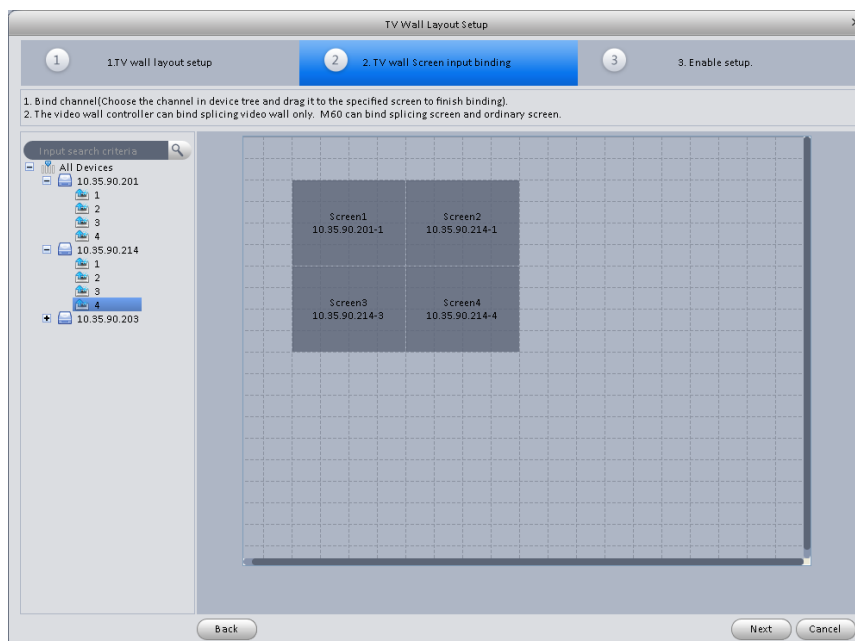 TV Wall Layout Setup
1
1.TV wall layout setup
2
2. TV wall Screen input binding
3
3. Enable setup.
1. Bind channel(Choose the channel in device tree and drag it to the specified screen to finish binding).
2. The video wall controller can bind splicing video wall only. M60 can bind splicing screen and ordinary screen.
Input search criteria
All Devices
10.35.90.201
1
2
3
4
10.35.90.214
1
2
3
4
10.35.90.203
Screen1
10.35.90.201-1
Screen2
10.35.90.214-1
Screen3
10.35.90.214-3
Screen4
10.35.90.214-4
Back
Next
Cancel